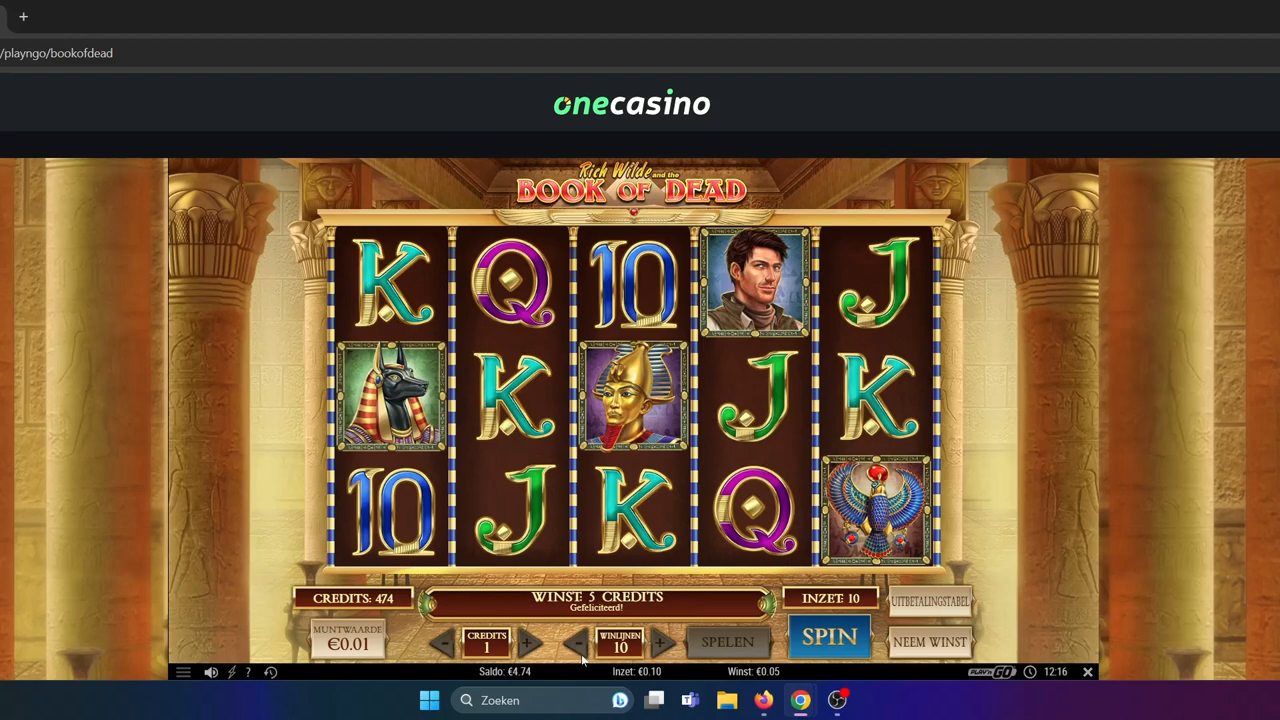 +
/playngo/bookofdead
onecasino
Rich Wilde and the
BOOK OF DEAD
K Q 10 J
K J K
10 J K Q
CREDITS: 474
WINST: 5 CREDITS
Gefeliciteerd!
INZET: 10
UITBETALINGSTABEL
MUNTWAARDE
€0.01
- CREDITS +
1
- WINLIJNEN +
10
SPELEN
SPIN
NEEM WINST
? Saldo: €4.74 Inzet: €0.10 Winst: €0.05 PLAY'n GO 12:16
Zoeken